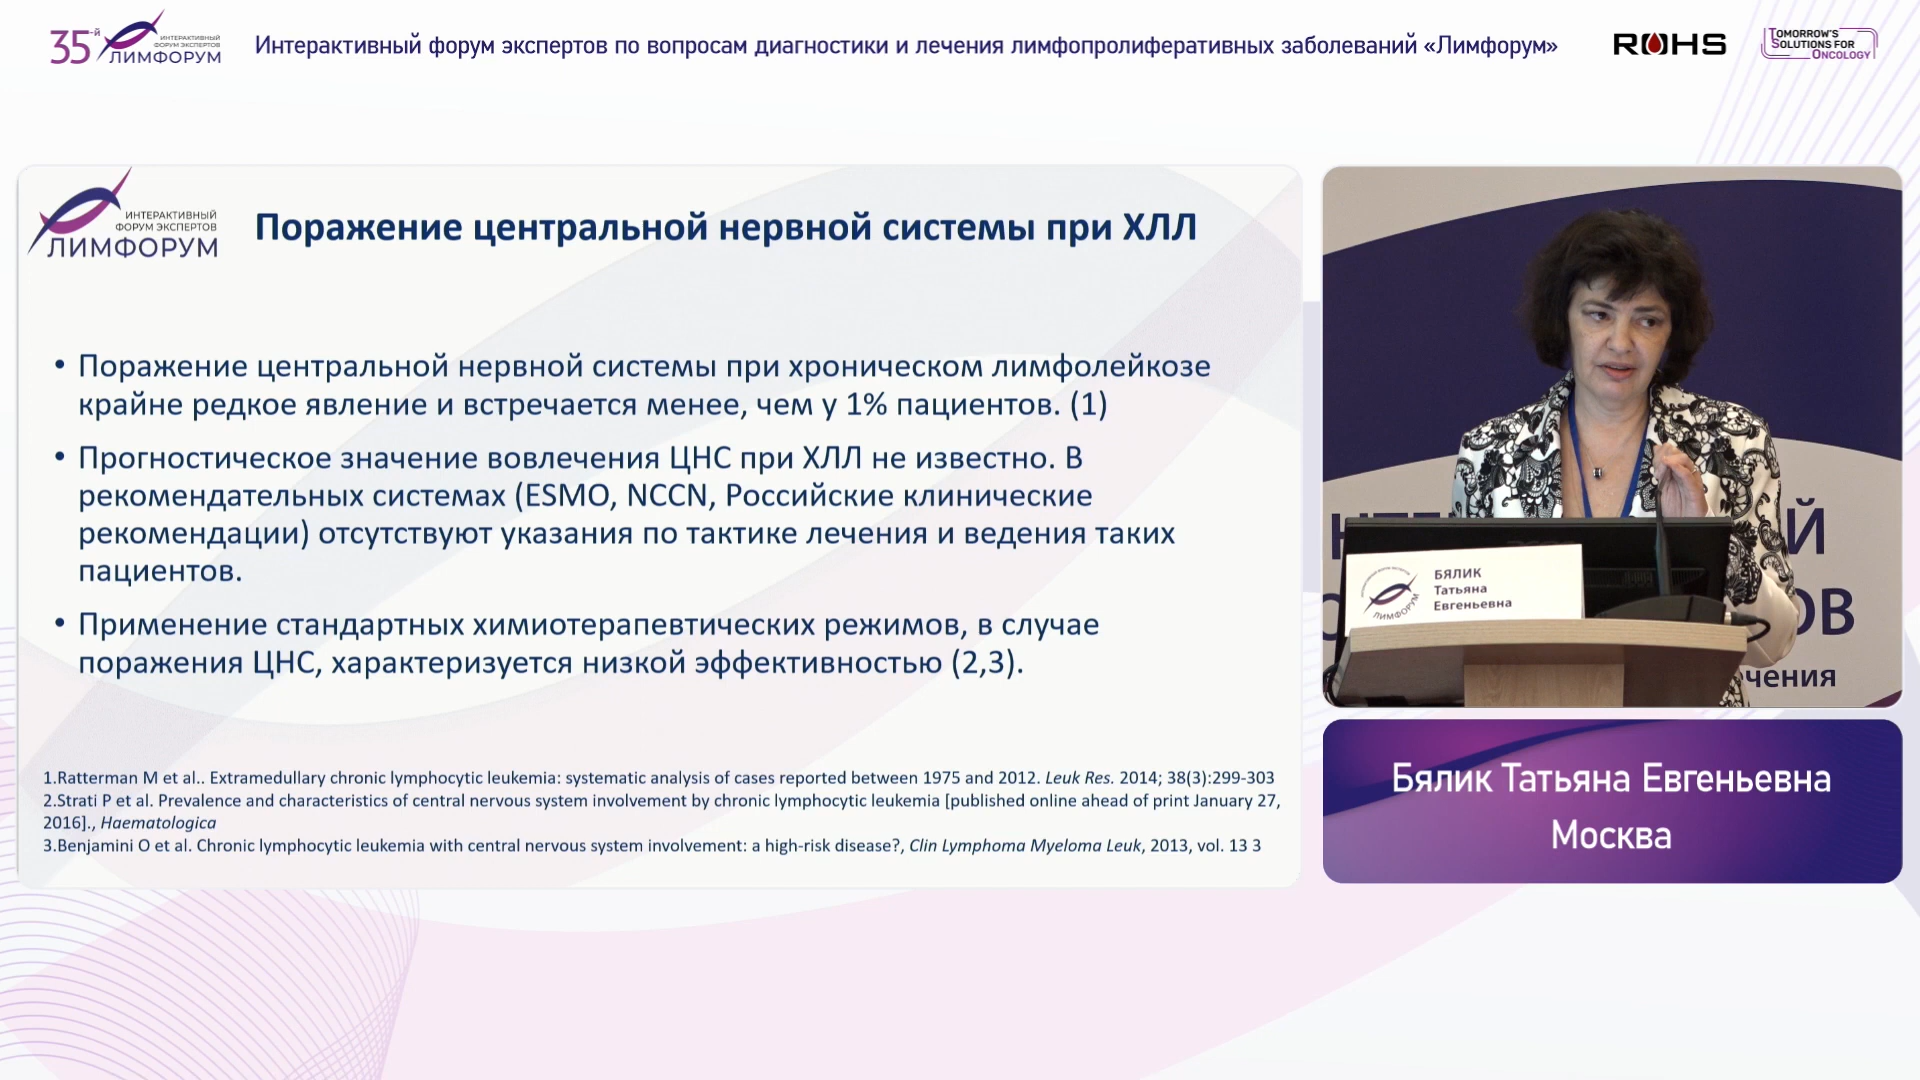 35-й
ИНТЕРАКТИВНЫЙ
ФОРУМ ЭКСПЕРТОВ
ЛИМФОРУМ
Интерактивный форум экспертов по вопросам диагностики и лечения лимфопролиферативных заболеваний «Лимфорум»
ROHS
TOMORROW'S
SOLUTIONS FOR
ONCOLOGY
ИНТЕРАКТИВНЫЙ
ФОРУМ ЭКСПЕРТОВ
ЛИМФОРУМ
Поражение центральной нервной системы при ХЛЛ
• Поражение центральной нервной системы при хроническом лимфолейкозе
крайне редкое явление и встречается менее, чем у 1% пациентов. (1)
• Прогностическое значение вовлечения ЦНС при ХЛЛ не известно. В
рекомендательных системах (ESMO, NCCN, Российские клинические
рекомендации) отсутствуют указания по тактике лечения и ведения таких
пациентов.
• Применение стандартных химиотерапевтических режимов, в случае
поражения ЦНС, характеризуется низкой эффективностью (2,3).
1.Ratterman M et al.. Extramedullary chronic lymphocytic leukemia: systematic analysis of cases reported between 1975 and 2012. Leuk Res. 2014; 38(3):299-303
2.Strati P et al. Prevalence and characteristics of central nervous system involvement by chronic lymphocytic leukemia [published online ahead of print January 27,
2016]., Haematologica
3.Benjamini O et al. Chronic lymphocytic leukemia with central nervous system involvement: a high-risk disease?, Clin Lymphoma Myeloma Leuk, 2013, vol. 13 3
ЛИМФОРУМ
БЯЛИК
Татьяна
Евгеньевна
Й
ОВ
чения
Бялик Татьяна Евгеньевна
Москва